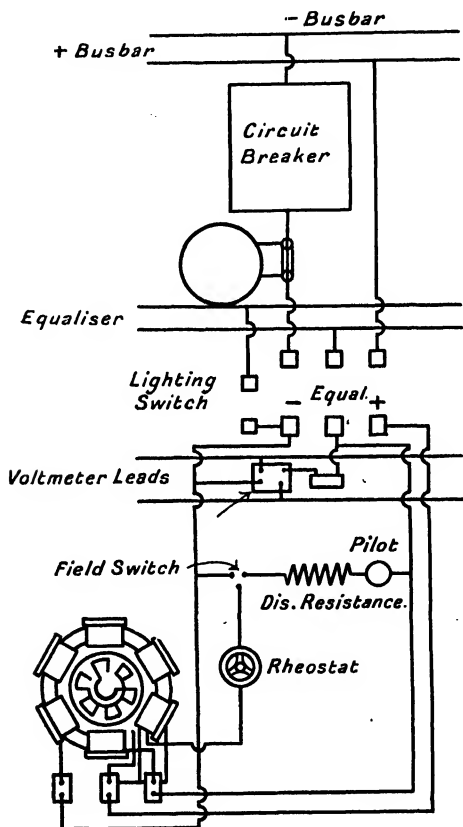 – Busbar
+ Busbar
Circuit
Breaker
Equaliser
Lighting
Switch
– Equal. +
Voltmeter Leads
Pilot
Field Switch
Dis. Resistance.
Rheostat